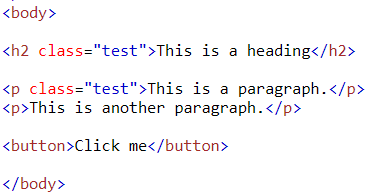 <body>
<h2 class="test">This is a heading</h2>
<p class="test">This is a paragraph.</p>
<p>This is another paragraph.</p>
<button>Click me</button>
</body>